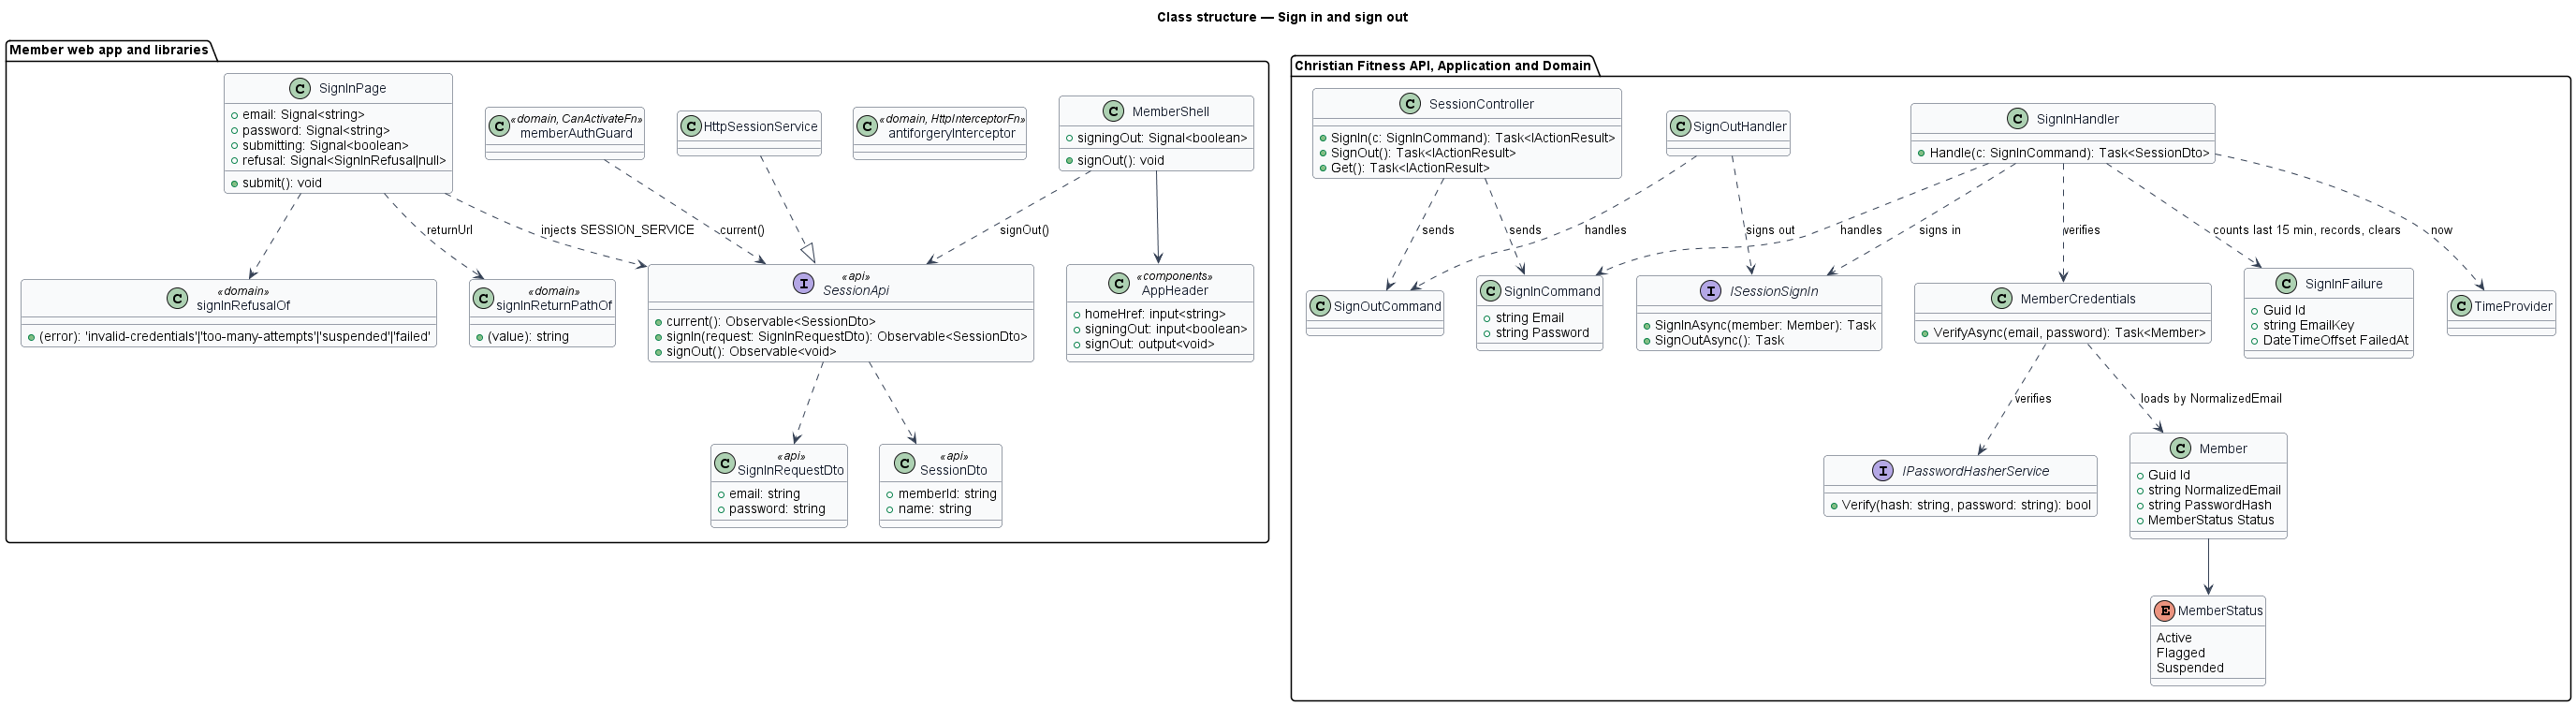 Class structure — Sign in and sign out
Member web app and libraries
SignInPage
email: Signal<string>
password: Signal<string>
submitting: Signal<boolean>
refusal: Signal<SignInRefusal|null>
submit(): void
«domain, CanActivateFn»
memberAuthGuard
HttpSessionService
«domain, HttpInterceptorFn»
antiforgeryInterceptor
MemberShell
signingOut: Signal<boolean>
signOut(): void
returnUrl
injects SESSION_SERVICE
current()
signOut()
«domain»
signInRefusalOf
(error): 'invalid-credentials'|'too-many-attempts'|'suspended'|'failed'
«domain»
signInReturnPathOf
(value): string
«api»
SessionApi
current(): Observable<SessionDto>
signIn(request: SignInRequestDto): Observable<SessionDto>
signOut(): Observable<void>
«components»
AppHeader
homeHref: input<string>
signingOut: input<boolean>
signOut: output<void>
«api»
SignInRequestDto
email: string
password: string
«api»
SessionDto
memberId: string
name: string
Christian Fitness API, Application and Domain
SessionController
SignIn(c: SignInCommand): Task<IActionResult>
SignOut(): Task<IActionResult>
Get(): Task<IActionResult>
SignOutHandler
SignInHandler
Handle(c: SignInCommand): Task<SessionDto>
sends
sends
handles
signs out
handles
signs in
verifies
counts last 15 min, records, clears
now
SignOutCommand
SignInCommand
string Email
string Password
ISessionSignIn
SignInAsync(member: Member): Task
SignOutAsync(): Task
MemberCredentials
VerifyAsync(email, password): Task<Member>
SignInFailure
Guid Id
string EmailKey
DateTimeOffset FailedAt
TimeProvider
verifies
loads by NormalizedEmail
IPasswordHasherService
Verify(hash: string, password: string): bool
Member
Guid Id
string NormalizedEmail
string PasswordHash
MemberStatus Status
MemberStatus
Active
Flagged
Suspended